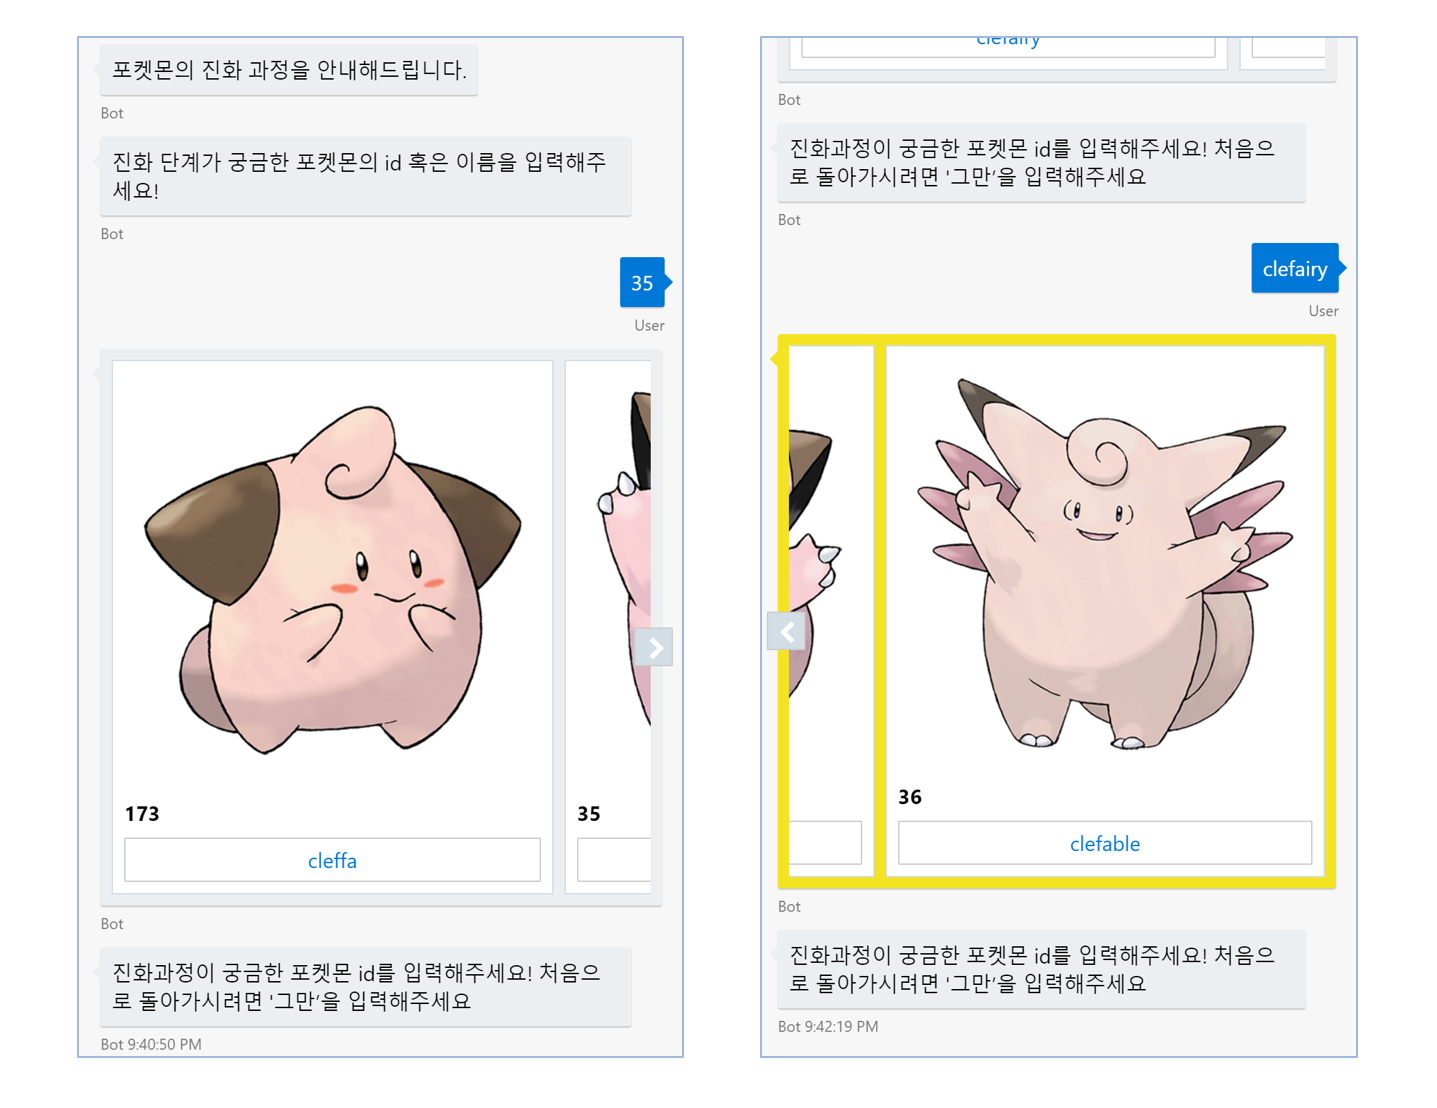 포켓몬의 진화 과정을 안내해드립니다.
Bot
진화 단계가 궁금한 포켓몬의 id 혹은 이름을 입력해주
세요!
Bot
35
User
173
cleffa
35
Bot
진화과정이 궁금한 포켓몬 id를 입력해주세요! 처음으
로 돌아가시려면 '그만'을 입력해주세요
Bot 9:40:50 PM
clefairy
Bot
진화과정이 궁금한 포켓몬 id를 입력해주세요! 처음으
로 돌아가시려면 '그만'을 입력해주세요
Bot
clefairy
User
36
clefable
Bot
진화과정이 궁금한 포켓몬 id를 입력해주세요! 처음으
로 돌아가시려면 '그만'을 입력해주세요
Bot 9:42:19 PM